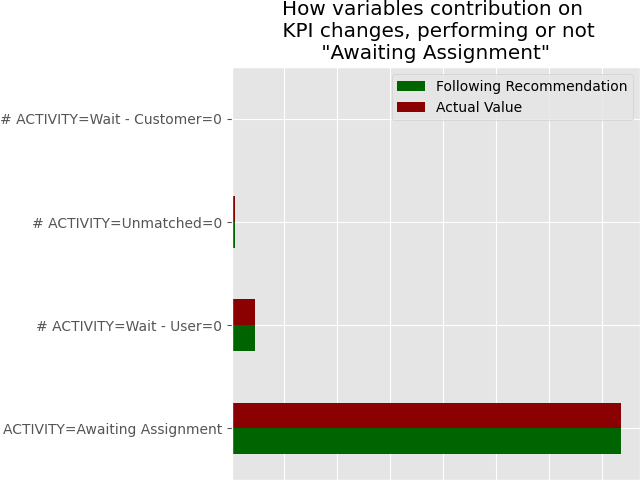 How variables contribution on
KPI changes, performing or not
"Awaiting Assignment"
Following Recommendation
Actual Value
# ACTIVITY=Wait - Customer=0
# ACTIVITY=Unmatched=0
# ACTIVITY=Wait - User=0
ACTIVITY=Awaiting Assignment